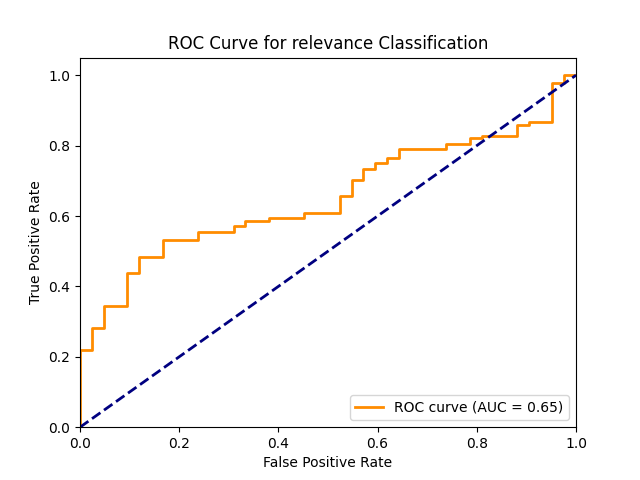 ROC Curve for relevance Classification
True Positive Rate
1.0
0.8
0.6
0.4
0.2
0.0
ROC curve (AUC = 0.65)
0.0 0.2 0.4 0.6 0.8 1.0
False Positive Rate